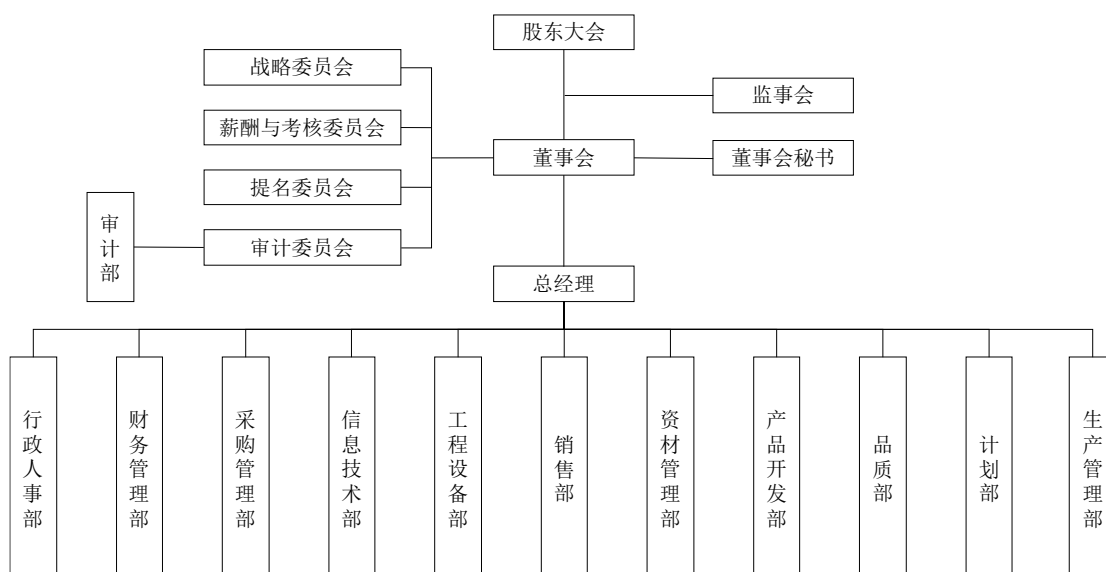 股东大会
战略委员会
监事会
薪酬与考核委员会
董事会
董事会秘书
提名委员会
审计部
审计委员会
总经理
行政人事部
财务管理部
采购管理部
信息技术部
工程设备部
销售部
资材管理部
产品开发部
品质部
计划部
生产管理部